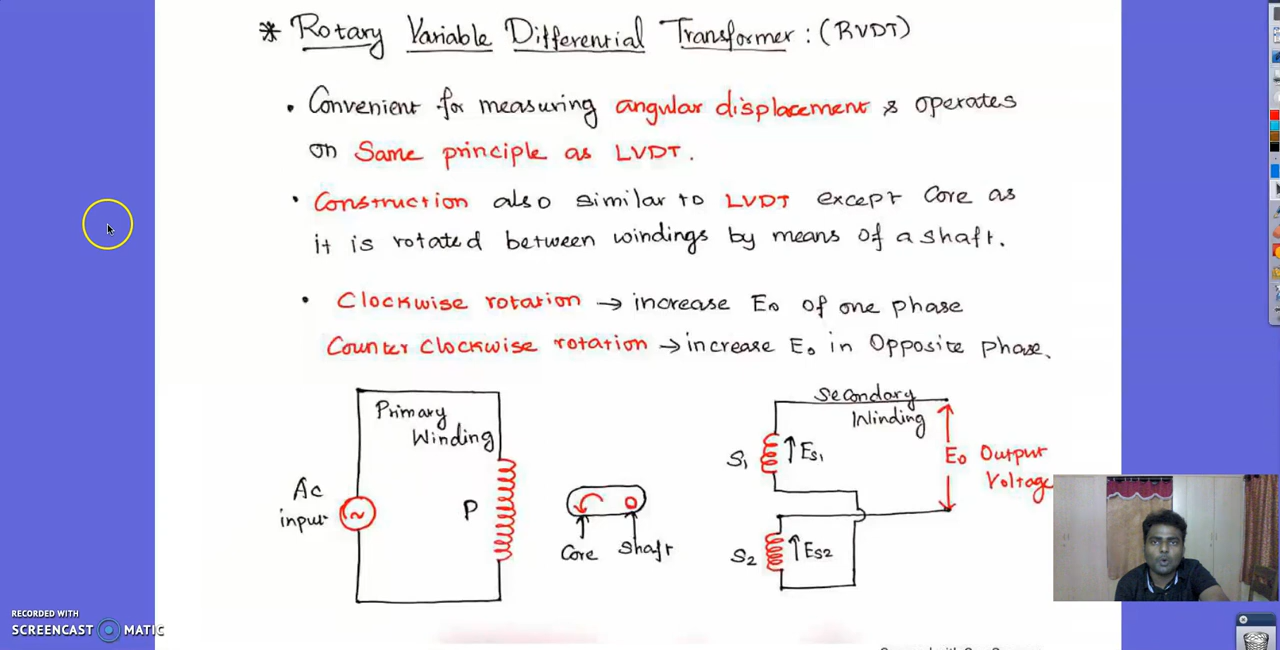 * Rotary Variable Differential Transformer : (RVDT)
• Convenient for measuring angular displacement & operates
on Same principle as LVDT.
• Construction also similar to LVDT except Core as
it is rotated between windings by means of a shaft.
• Clockwise rotation → increase Eo of one phase
Counter clockwise rotation → increase Eo in Opposite phase.
Primary
Winding
Ac
input
P
Core
Shaft
Secondary
Winding
S1
Es1
Eo Output
Voltage
S2
Es2
RECORDED WITH
SCREENCAST MATIC